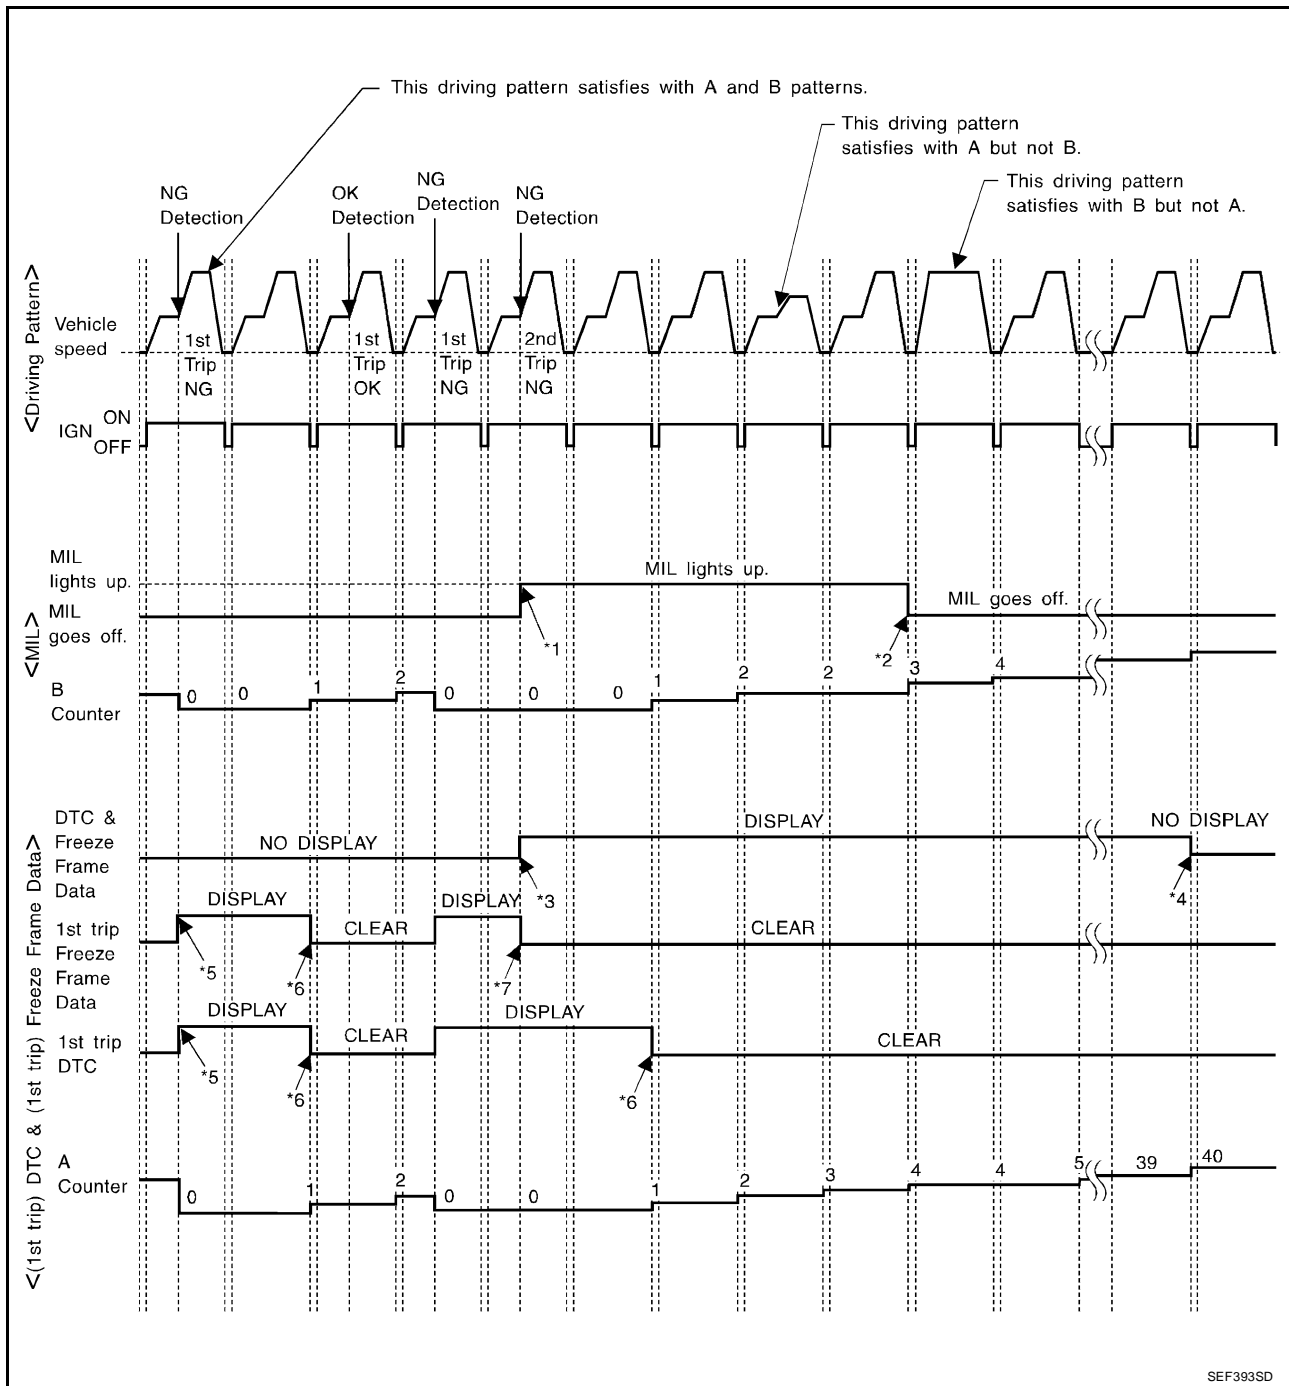 This driving pattern satisfies with A and B patterns.
This driving pattern
satisfies with A but not B.
This driving pattern
satisfies with B but not A.
NG
Detection
OK
Detection
NG
Detection
NG
Detection
<Driving Pattern>
Vehicle
speed
1st
Trip
NG
1st
Trip
OK
1st
Trip
NG
2nd
Trip
NG
IGN
ON
OFF
<MIL>
MIL
lights up.
MIL
goes off.
MIL lights up.
MIL goes off.
*1
*2
B
Counter
0 0 1 2 0 0 0 1 2 2 3 4
<(1st trip) DTC & (1st trip) Freeze Frame Data>
DTC &
Freeze
Frame
Data
NO DISPLAY
DISPLAY
NO DISPLAY
*3
*4
1st trip
Freeze
Frame
Data
DISPLAY
CLEAR
DISPLAY
CLEAR
*5
*6
*7
1st trip
DTC
DISPLAY
CLEAR
DISPLAY
CLEAR
*5
*6
*6
A
Counter
0 1 2 0 0 1 2 3 4 4 5 39 40
SEF393SD